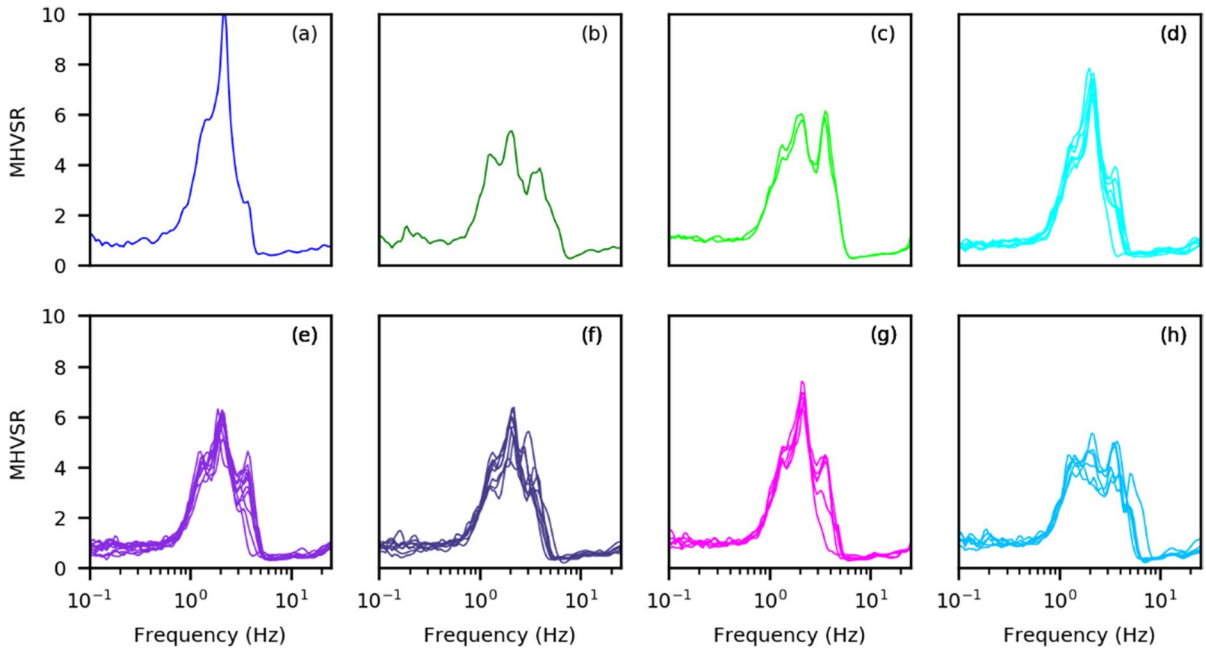 10
8
6
4
2
0
MHVSR
(a)
(b)
(c)
(d)
10
8
6
4
2
0
MHVSR
(e)
(f)
(g)
(h)
10⁻¹ 10⁰ 10¹
10⁻¹ 10⁰ 10¹
10⁻¹ 10⁰ 10¹
10⁻¹ 10⁰ 10¹
Frequency (Hz)
Frequency (Hz)
Frequency (Hz)
Frequency (Hz)